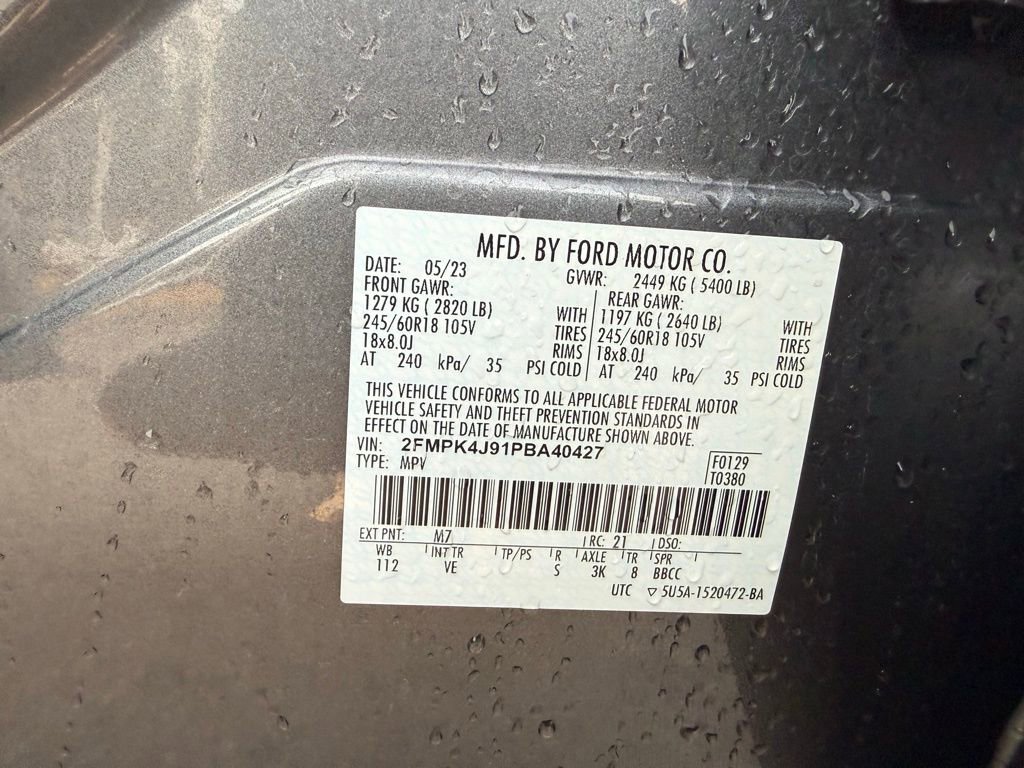 MFD. BY FORD MOTOR CO.
DATE: 05/23 GVWR: 2449 KG ( 5400 LB)
FRONT GAWR: REAR GAWR:
1279 KG ( 2820 LB) WITH 1197 KG ( 2640 LB) WITH
245/60R18 105V TIRES 245/60R18 105V TIRES
18x8.0J RIMS 18x8.0J RIMS
AT 240 kPa/ 35 PSI COLD AT 240 kPa/ 35 PSI COLD
THIS VEHICLE CONFORMS TO ALL APPLICABLE FEDERAL MOTOR
VEHICLE SAFETY AND THEFT PREVENTION STANDARDS IN
EFFECT ON THE DATE OF MANUFACTURE SHOWN ABOVE.
VIN: 2FMPK4J91PBA40427
TYPE: MPV
F0129
T0380
EXT PNT: M7 RC: 21 DSO:
WB INT TR TP/PS R AXLE TR SPR
112 VE S 3K 8 BBCC
UTC ▽ 5U5A-1520472-BA